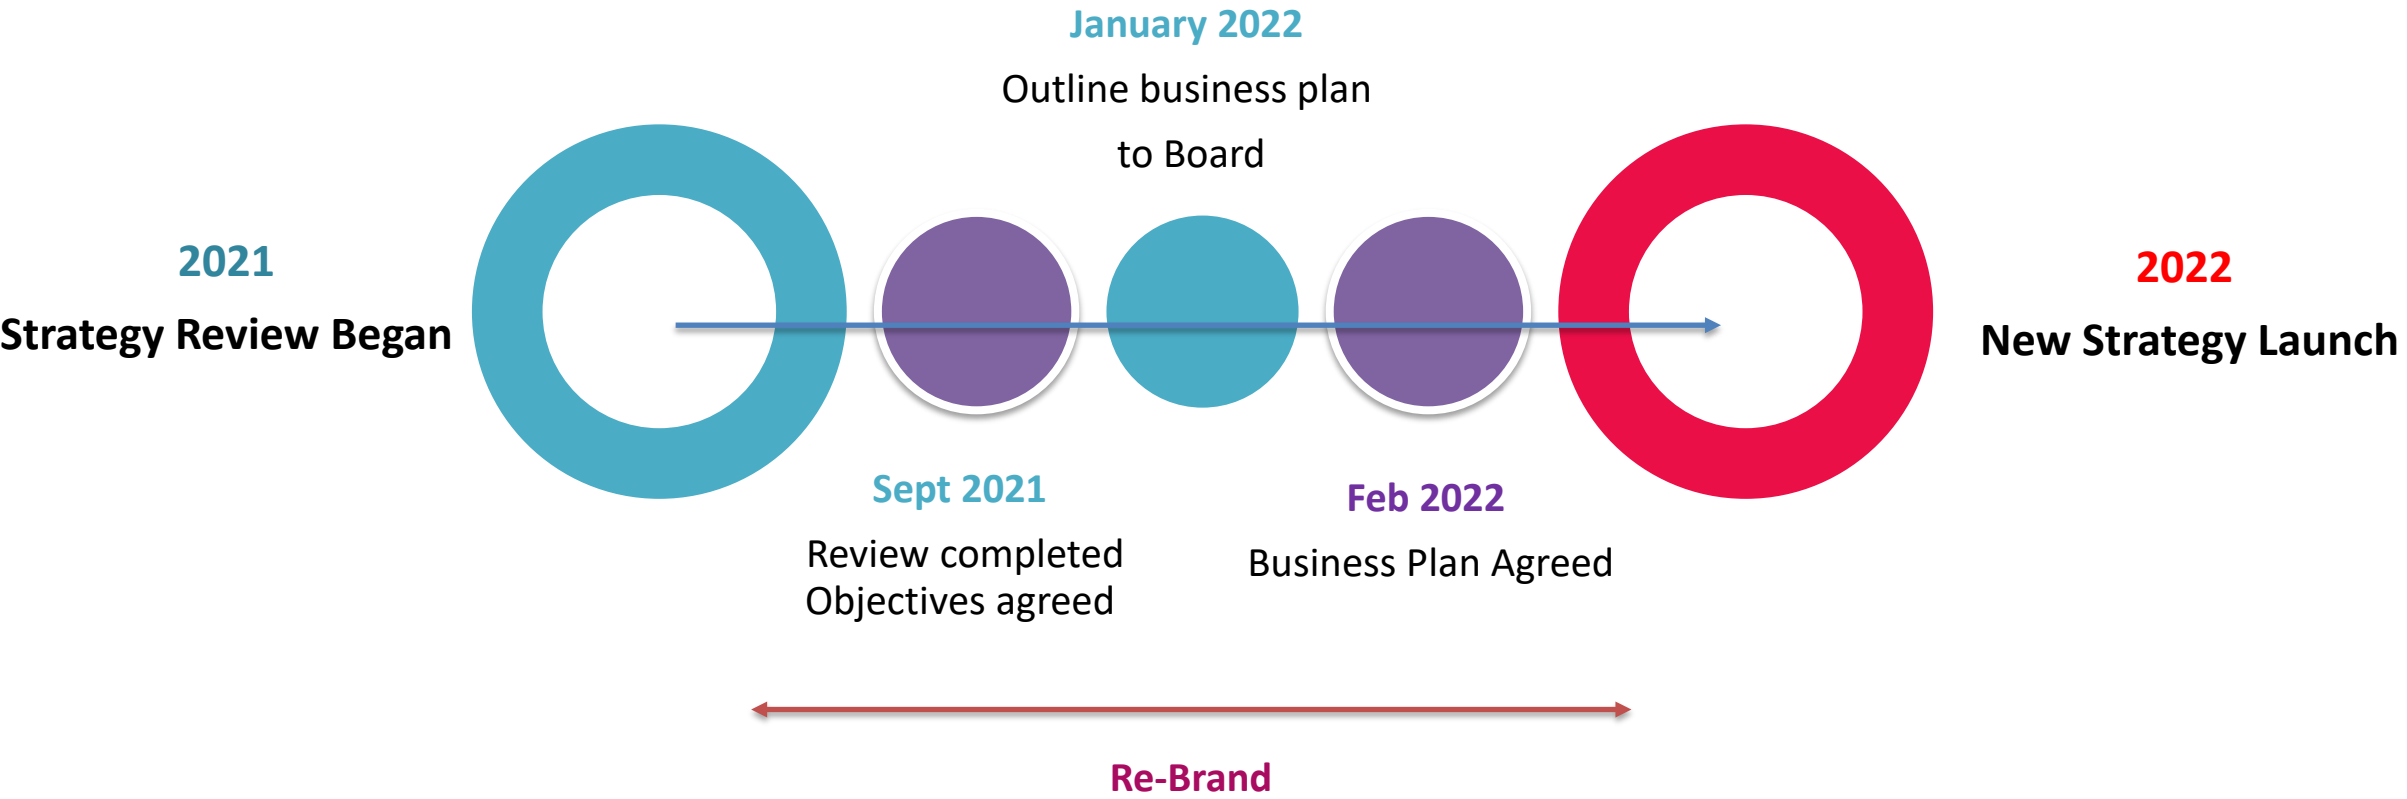 January 2022
Outline business plan
to Board
2021
Strategy Review Began
2022
New Strategy Launch
Sept 2021
Review completed
Objectives agreed
Feb 2022
Business Plan Agreed
Re-Brand